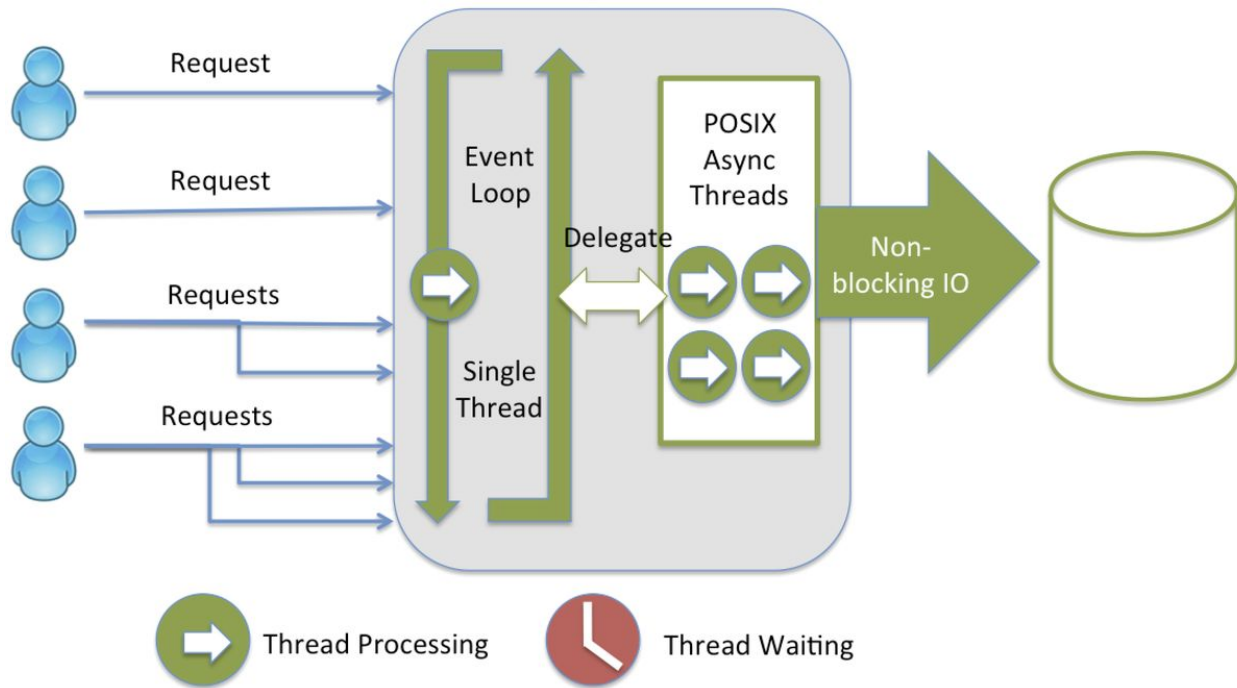 Request
Request
Requests
Requests
Event
Loop
Single
Thread
Delegate
POSIX
Async
Threads
Non-
blocking IO
Thread Processing
Thread Waiting